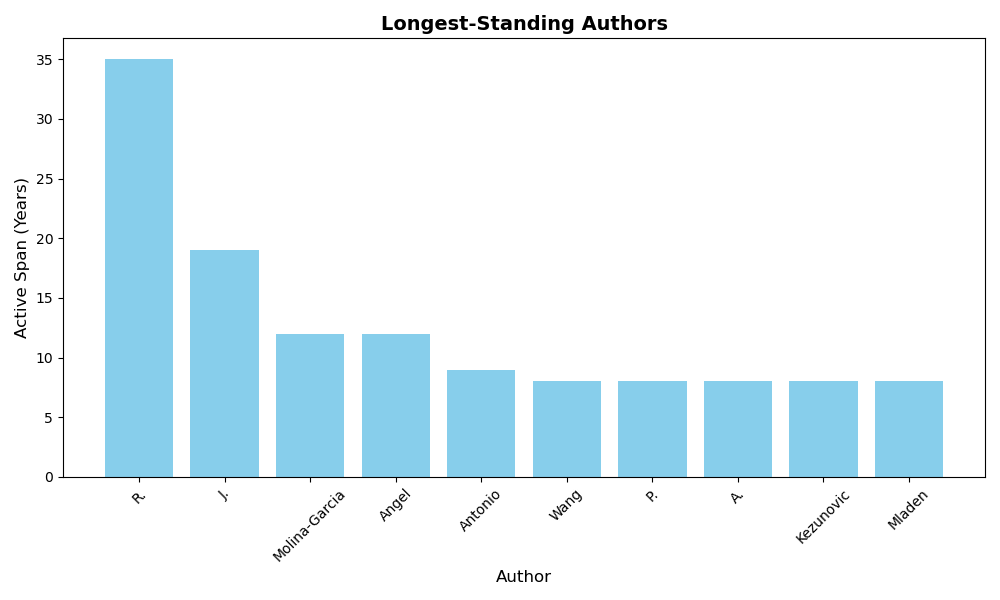 Longest-Standing Authors
Active Span (Years)
35
30
25
20
15
10
5
0
R.
J.
Molina-Garcia
Angel
Antonio
Wang
P.
A.
Kezunovic
Mladen
Author